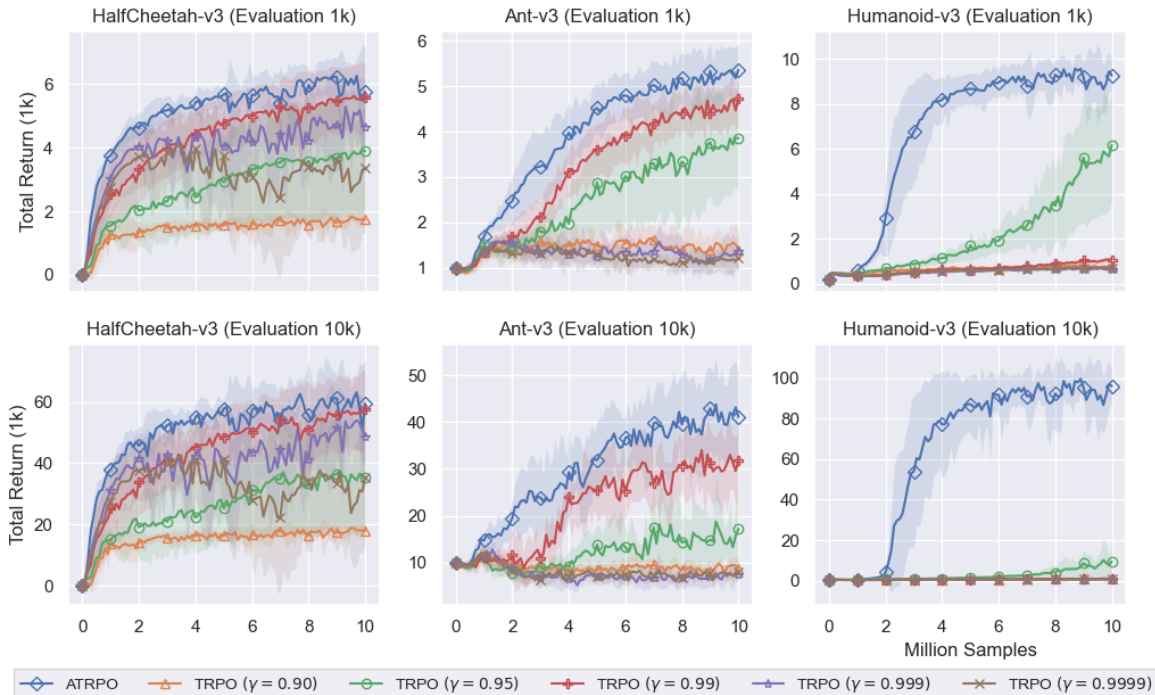 HalfCheetah-v3 (Evaluation 1k)
Ant-v3 (Evaluation 1k)
Humanoid-v3 (Evaluation 1k)
Total Return (1k)
6
4
2
0
6
5
4
3
2
1
10
8
6
4
2
0
HalfCheetah-v3 (Evaluation 10k)
Ant-v3 (Evaluation 10k)
Humanoid-v3 (Evaluation 10k)
Total Return (1k)
60
40
20
0
50
40
30
20
10
100
80
60
40
20
0
0 2 4 6 8 10
0 2 4 6 8 10
0 2 4 6 8 10
Million Samples
ATRPO
TRPO (γ = 0.90)
TRPO (γ = 0.95)
TRPO (γ = 0.99)
TRPO (γ = 0.999)
TRPO (γ = 0.9999)